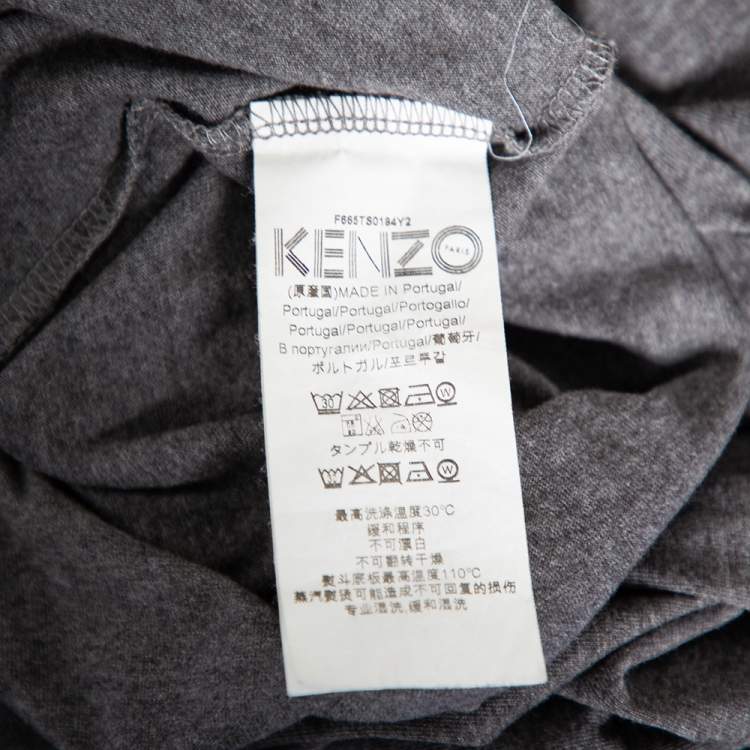 F665TS0194Y2
KENZO
PARIS
(原産国)MADE IN Portugal/
Portugal/Portugal/Portogallo/
Portugal/Portugal/Portugal/
В португалии/Portugal/葡萄牙/
ポルトガル/포르투갈
30 W
タンブル乾燥不可
30 W
最高洗涤温度30°C
缓和程序
不可漂白
不可翻转干燥
熨斗底板最高温度110°C
蒸汽熨烫可能造成不可回复的损伤
专业湿洗,缓和湿洗